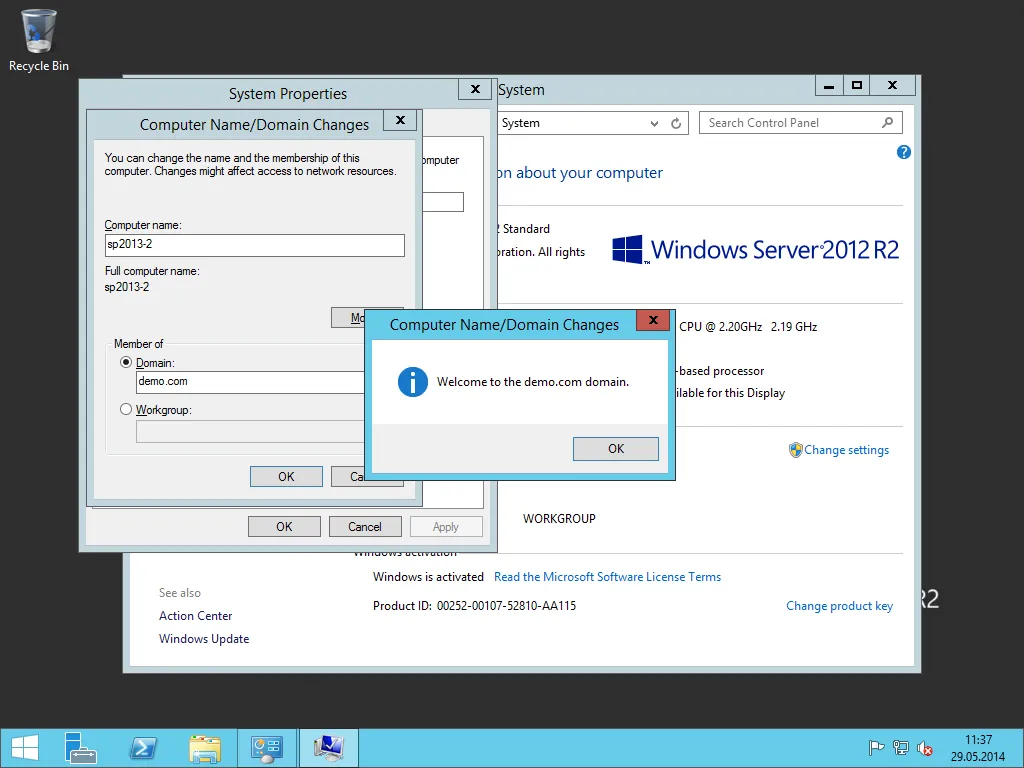 Recycle Bin
System Properties
System
Computer Name/Domain Changes
System
Search Control Panel
You can change the name and the membership of this
computer. Changes might affect access to network resources.
on about your computer
Computer name:
sp2013-2
Full computer name:
sp2013-2
2 Standard
oration. All rights
Windows Server 2012 R2
Member of
Domain:
demo.com
Workgroup:
OK
OK
Cancel
Apply
Computer Name/Domain Changes
Welcome to the demo.com domain.
OK
CPU @ 2.20GHz 2.19 GHz
-based processor
ilable for this Display
Change settings
WORKGROUP
Windows activation
Windows is activated Read the Microsoft Software License Terms
Product ID: 00252-00107-52810-AA115
Change product key
See also
Action Center
Windows Update
R2
11:37
29.05.2014